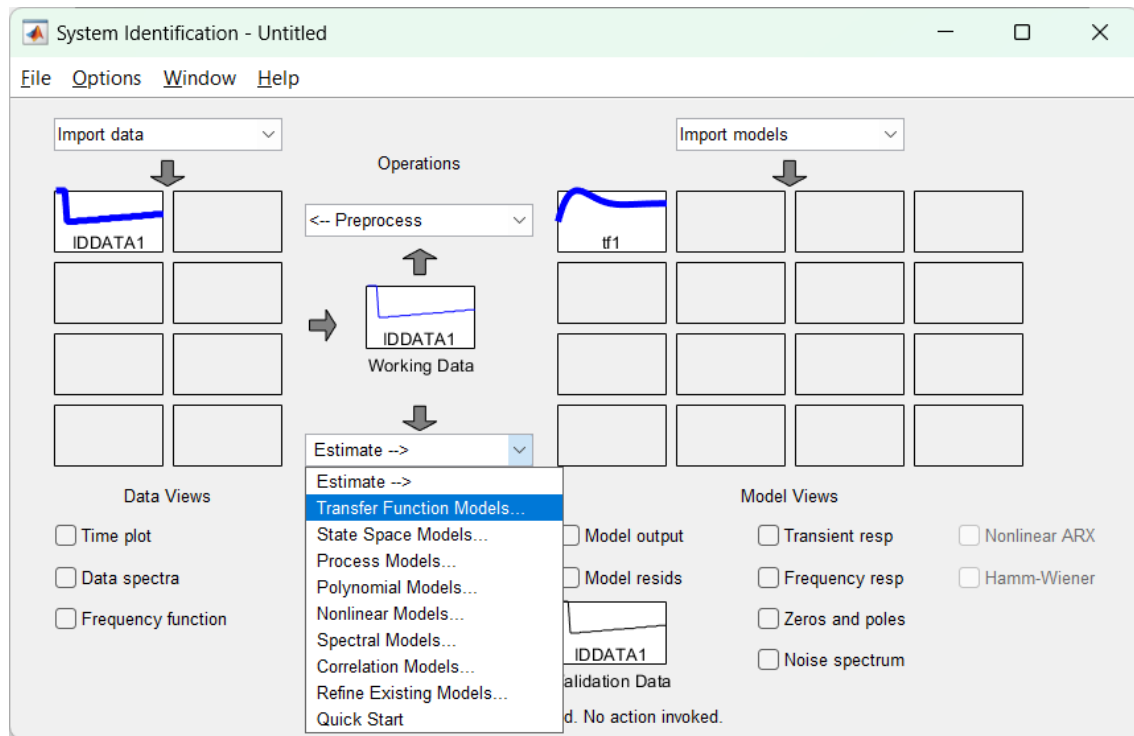 System Identification - Untitled
File Options Window Help
Import data
Import models
Operations
<-- Preprocess
IDDATA1
tf1
IDDATA1
Working Data
Estimate -->
Estimate -->
Transfer Function Models...
State Space Models...
Process Models...
Polynomial Models...
Nonlinear Models...
Spectral Models...
Correlation Models...
Refine Existing Models...
Quick Start
Data Views
Time plot
Data spectra
Frequency function
Model Views
Model output
Transient resp
Nonlinear ARX
Model resids
Frequency resp
Hamm-Wiener
Zeros and poles
IDDATA1
Noise spectrum
alidation Data
d. No action invoked.